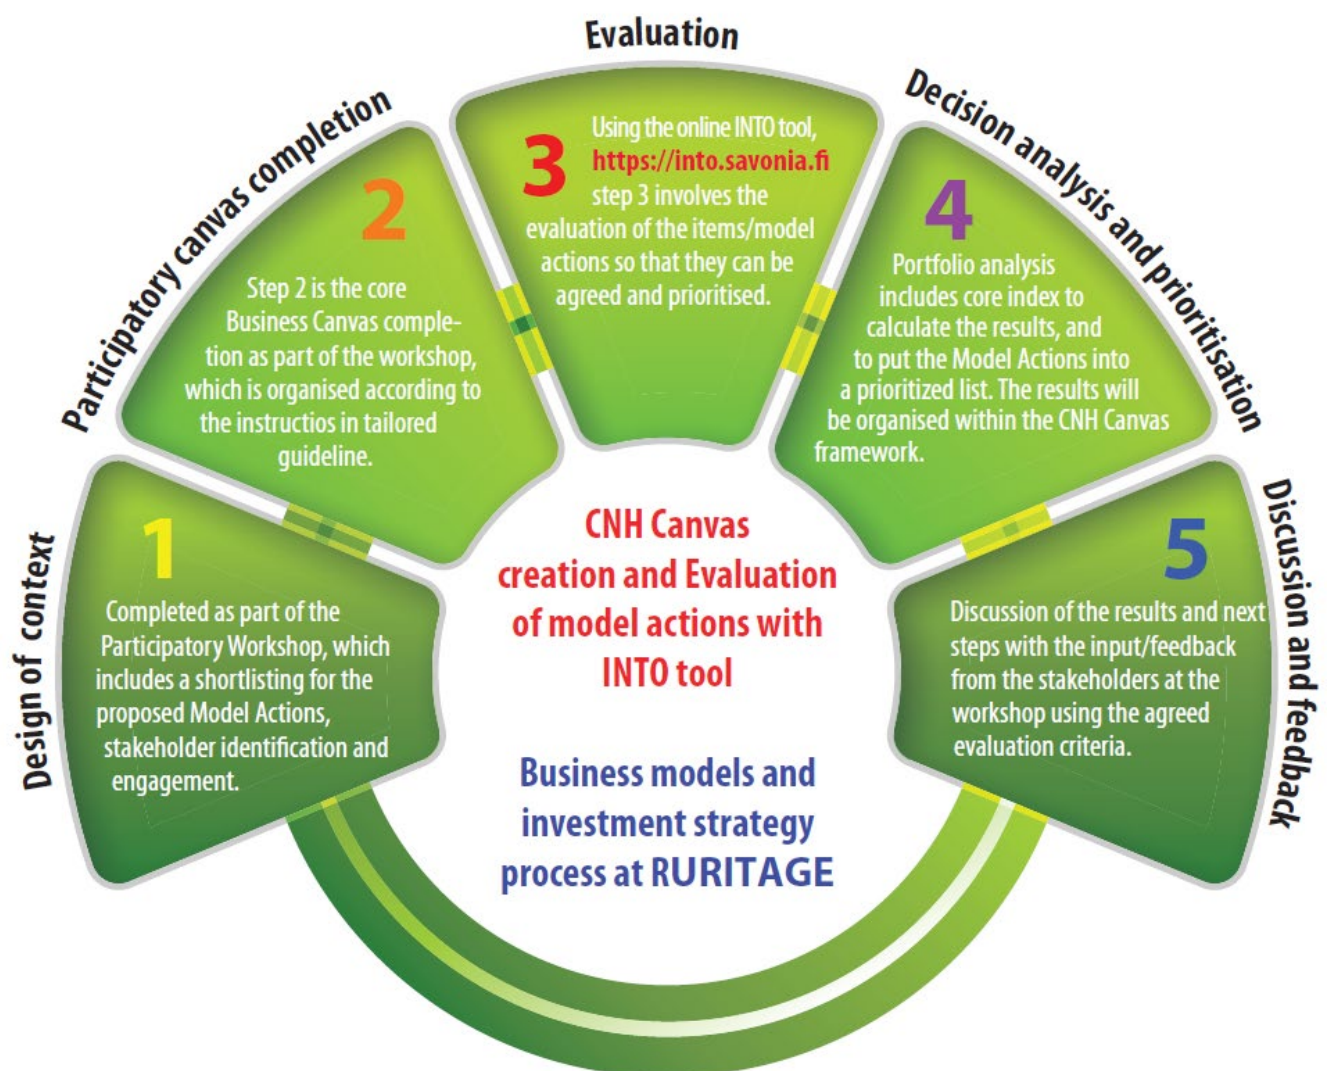 Evaluation
Participatory canvas completion
Decision analysis and prioritisation
Design of context
Discussion and feedback
1
Completed as part of the
Participatory Workshop, which
includes a shortlisting for the
proposed Model Actions,
stakeholder identification and
engagement.
2
Step 2 is the core
Business Canvas comple-
tion as part of the workshop,
which is organised according to
the instructios in tailored
guideline.
3
Using the online INTO tool,
https://into.savonia.fi
step 3 involves the
evaluation of the items/model
actions so that they can be
agreed and prioritised.
4
Portfolio analysis
includes core index to
calculate the results, and
to put the Model Actions into
a prioritized list. The results will
be organised within the CNH Canvas
framework.
5
Discussion of the results and next
steps with the input/feedback
from the stakeholders at the
workshop using the agreed
evaluation criteria.
CNH Canvas
creation and Evaluation
of model actions with
INTO tool
Business models and
investment strategy
process at RURITAGE